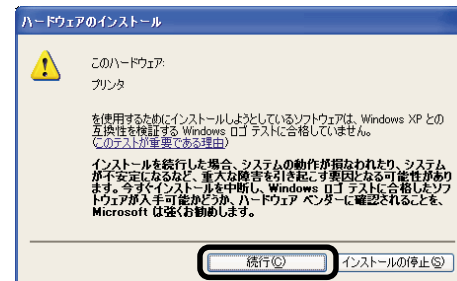 ハードウェアのインストール
このハードウェア:
プリンタ
を使用するためにインストールしようとしているソフトウェアは、Windows XP との
互換性を検証する Windows ロゴ テストに合格していません。
(このテストが重要である理由)
インストールを続行した場合、システムの動作が損なわれたり、システム
が不安定になるなど、重大な障害を引き起こす要因となる可能性があり
ます。今すぐインストールを中断し、Windows ロゴ テストに合格したソフ
トウェアが入手可能かどうか、ハードウェア ベンダーに確認されることを、
Microsoft は強くお勧めします。
続行(C) インストールの停止(S)